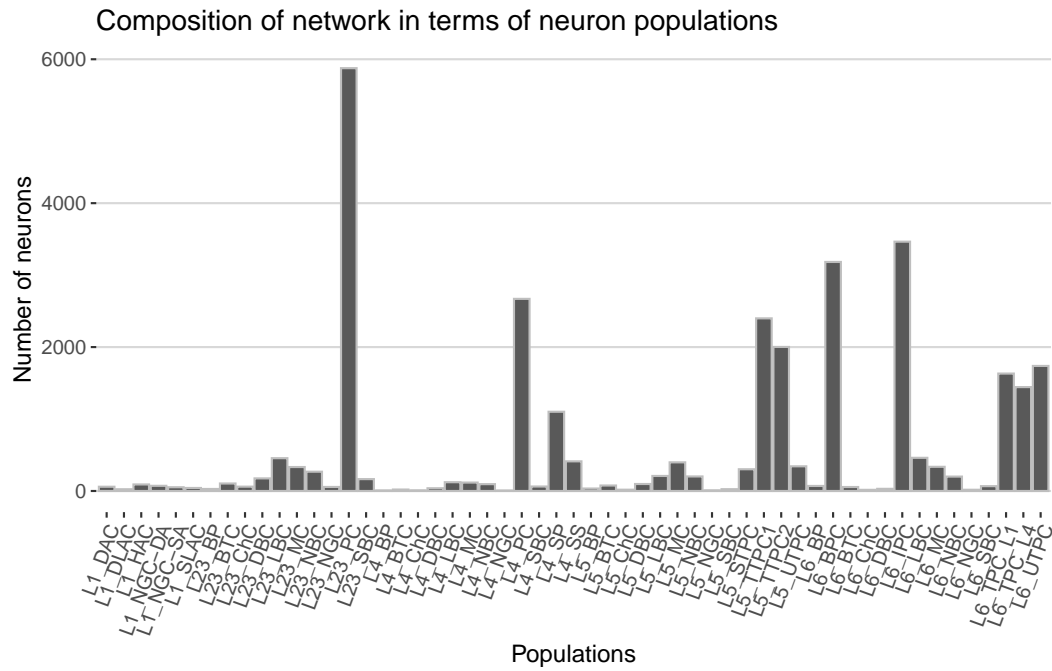 Composition of network in terms of neuron populations
Number of neurons
6000
4000
2000
0
L1_DAC
L1_DLAC
L1_HAC
L1_NGC-DA
L1_NGC-SA
L1_SLAC
L23_BP
L23_BTC
L23_ChC
L23_DBC
L23_LBC
L23_MC
L23_NBC
L23_NGC
L23_PC
L23_SBC
L4_BP
L4_BTC
L4_ChC
L4_DBC
L4_LBC
L4_MC
L4_NBC
L4_NGC
L4_PC
L4_SBC
L4_SP
L4_SS
L5_BP
L5_BTC
L5_ChC
L5_DBC
L5_LBC
L5_MC
L5_NBC
L5_NGC
L5_SBC
L5_STPC
L5_TTPC1
L5_TTPC2
L5_UTPC
L6_BP
L6_BPC
L6_BTC
L6_ChC
L6_DBC
L6_IPC
L6_LBC
L6_MC
L6_NBC
L6_NGC
L6_SBC
L6_TPC_L1
L6_TPC_L4
L6_UTPC
Populations